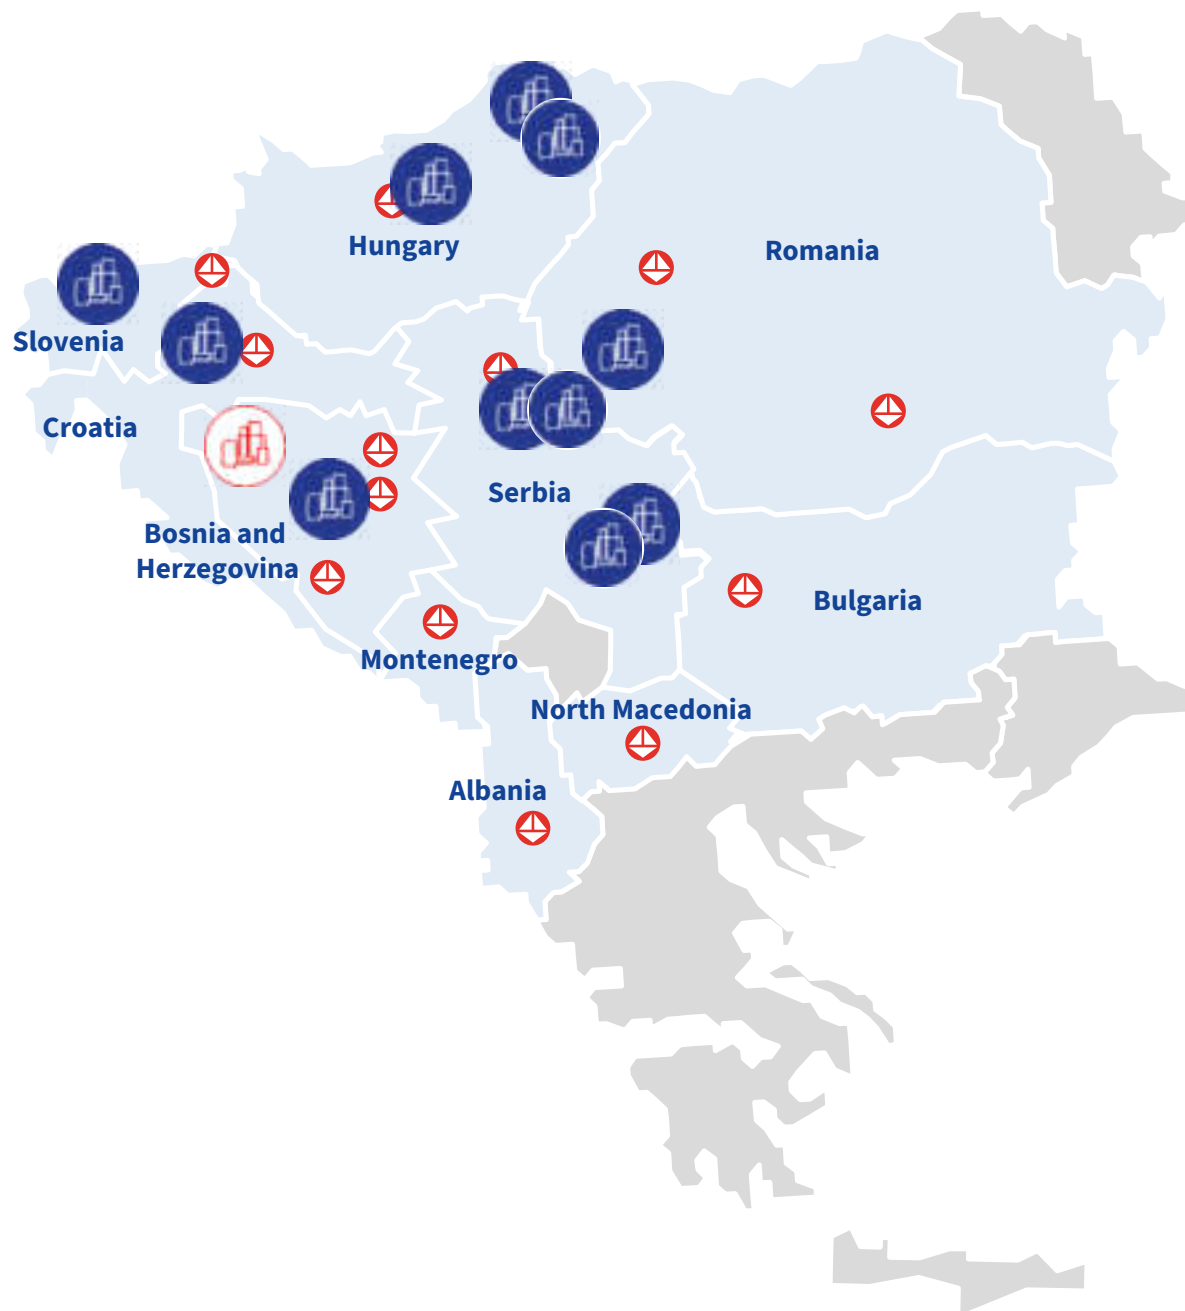 Hungary
Romania
Slovenia
Croatia
Serbia
Bosnia and
Herzegovina
Bulgaria
Montenegro
North Macedonia
Albania